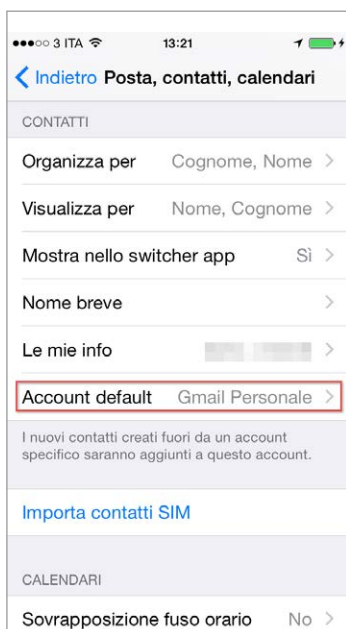 3 ITA 13:21
Indietro Posta, contatti, calendari
CONTATTI
Organizza per Cognome, Nome
Visualizza per Nome, Cognome
Mostra nello switcher app Sì
Nome breve
Le mie info
Account default Gmail Personale
I nuovi contatti creati fuori da un account
specifico saranno aggiunti a questo account.
Importa contatti SIM
CALENDARI
Sovrapposizione fuso orario No